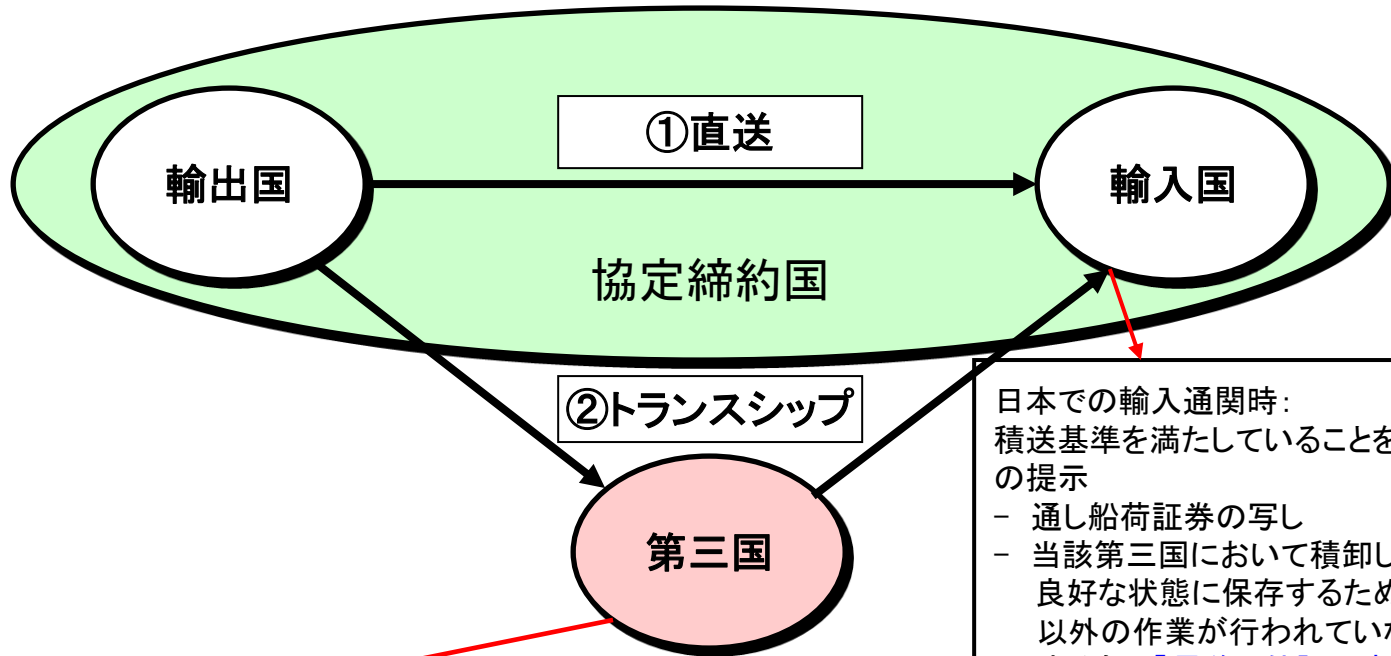 ①直送
輸出国
輸入国
協定締約国
②トランスシップ
第三国
日本での輸入通関時:
積送基準を満たしていることを
の提示
- 通し船荷証券の写し
- 当該第三国において積卸し
良好な状態に保存するため
以外の作業が行われていな